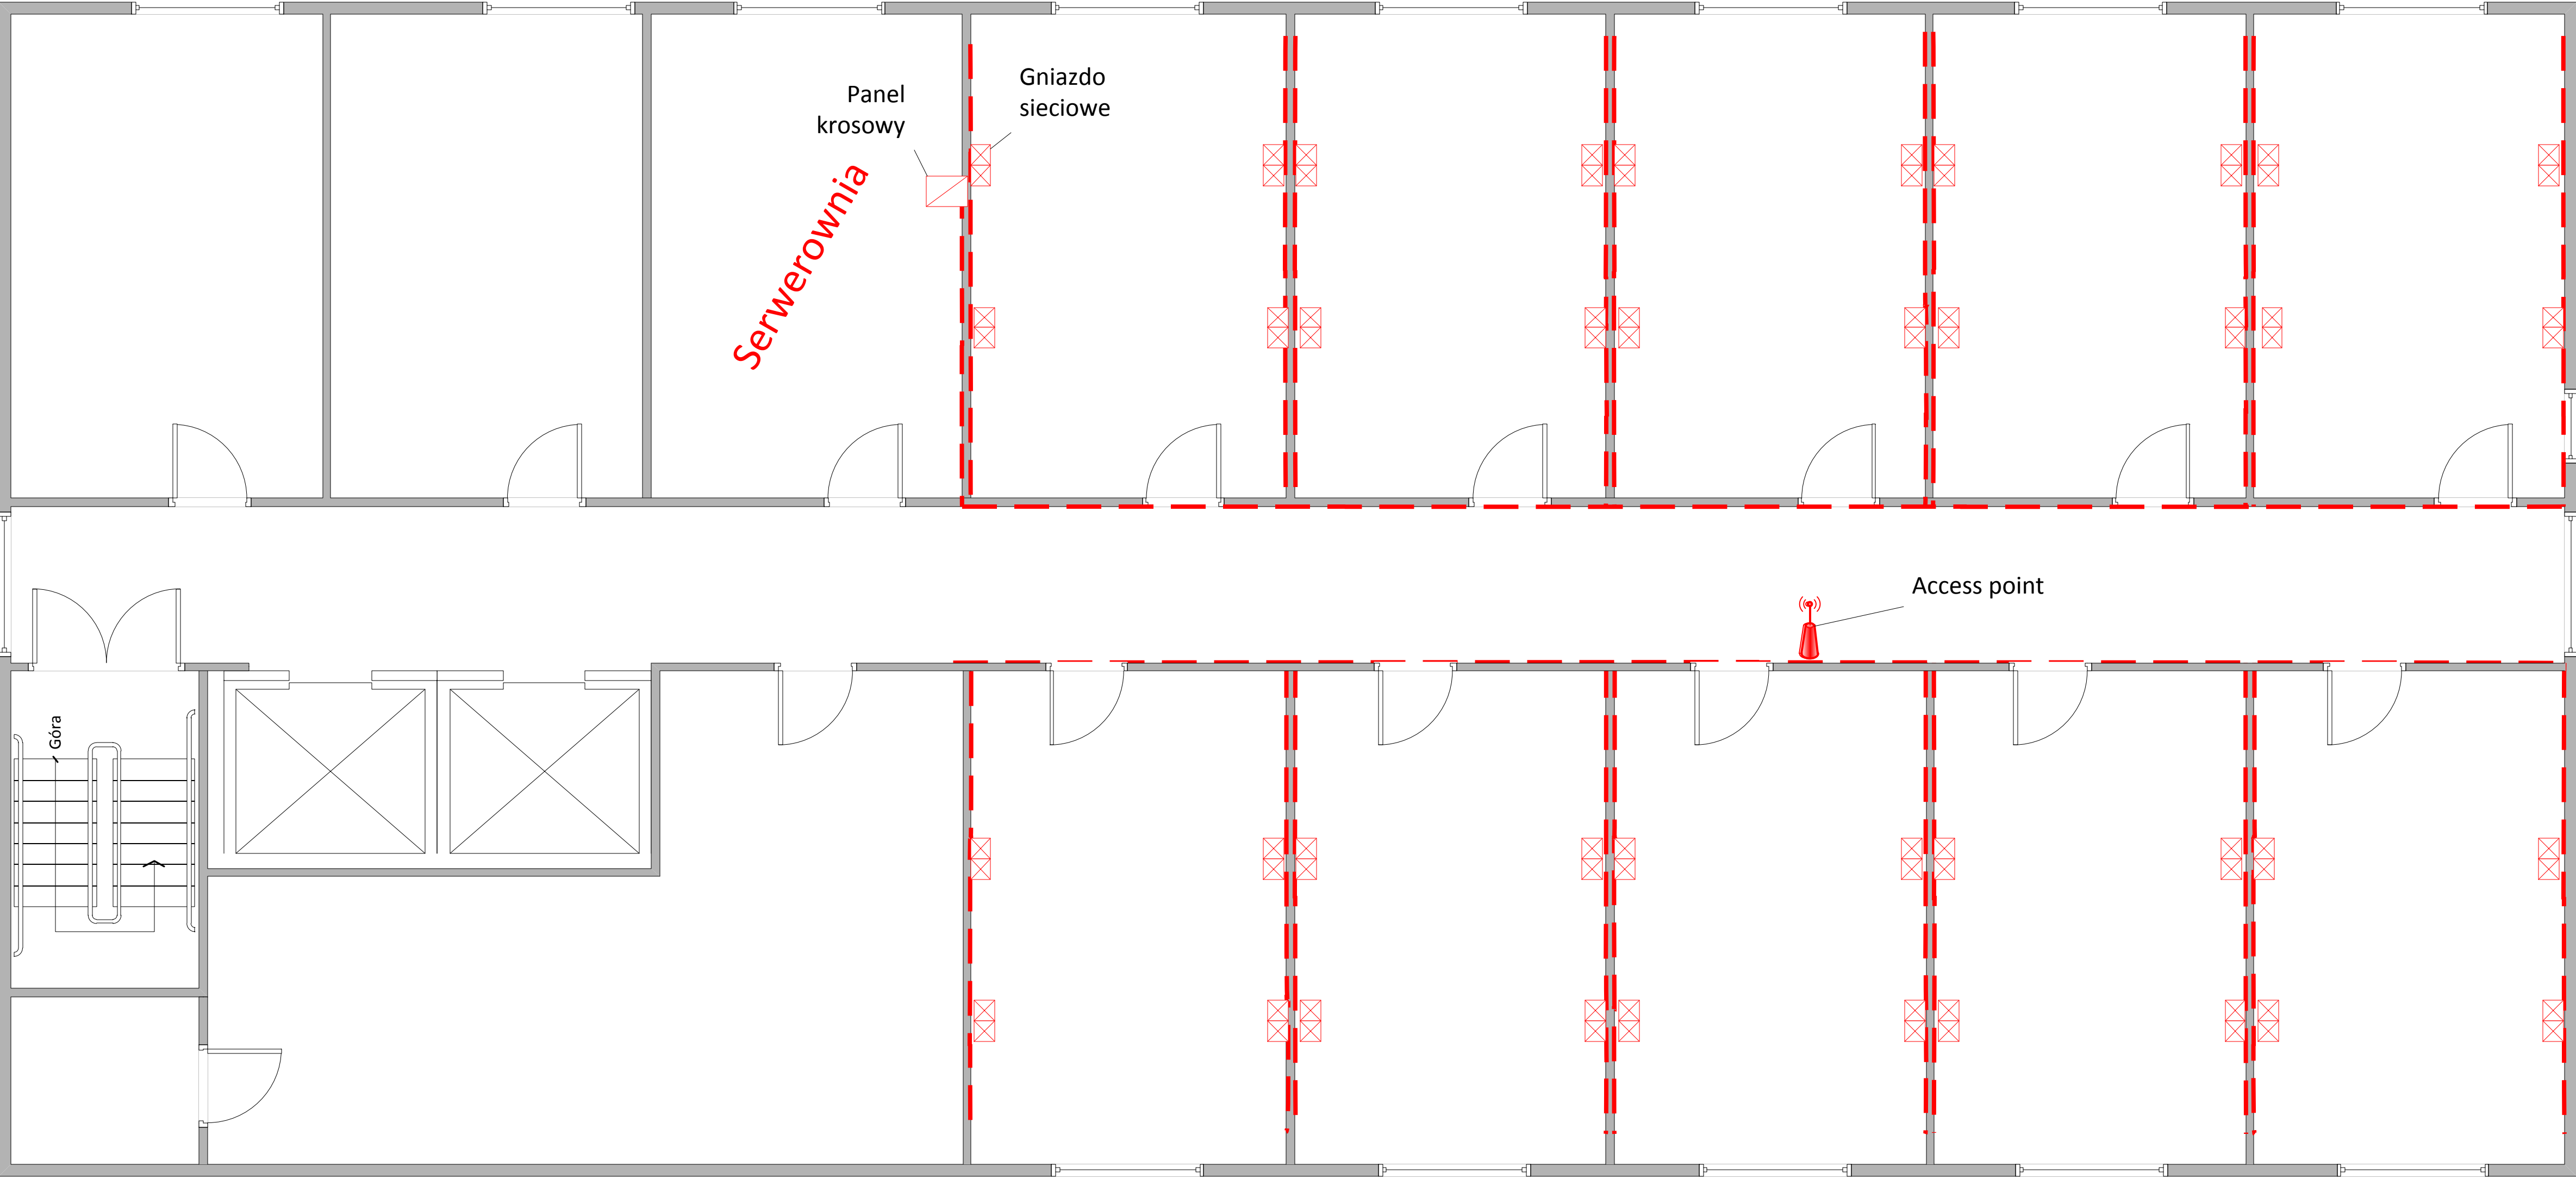 Panel
krosowy
Gniazdo
sieciowe
Serwerownia
Access point
Góra